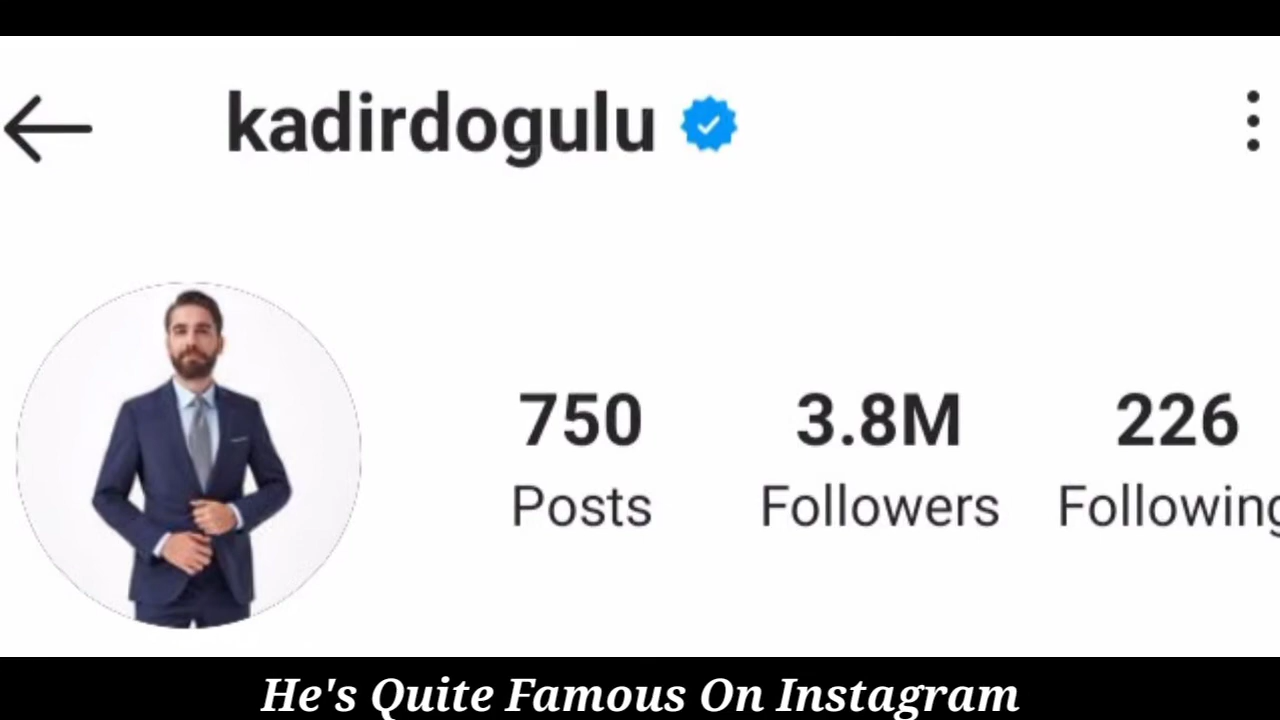 kadirdogulu
750 3.8M 226
Posts Followers Following
He's Quite Famous On Instagram